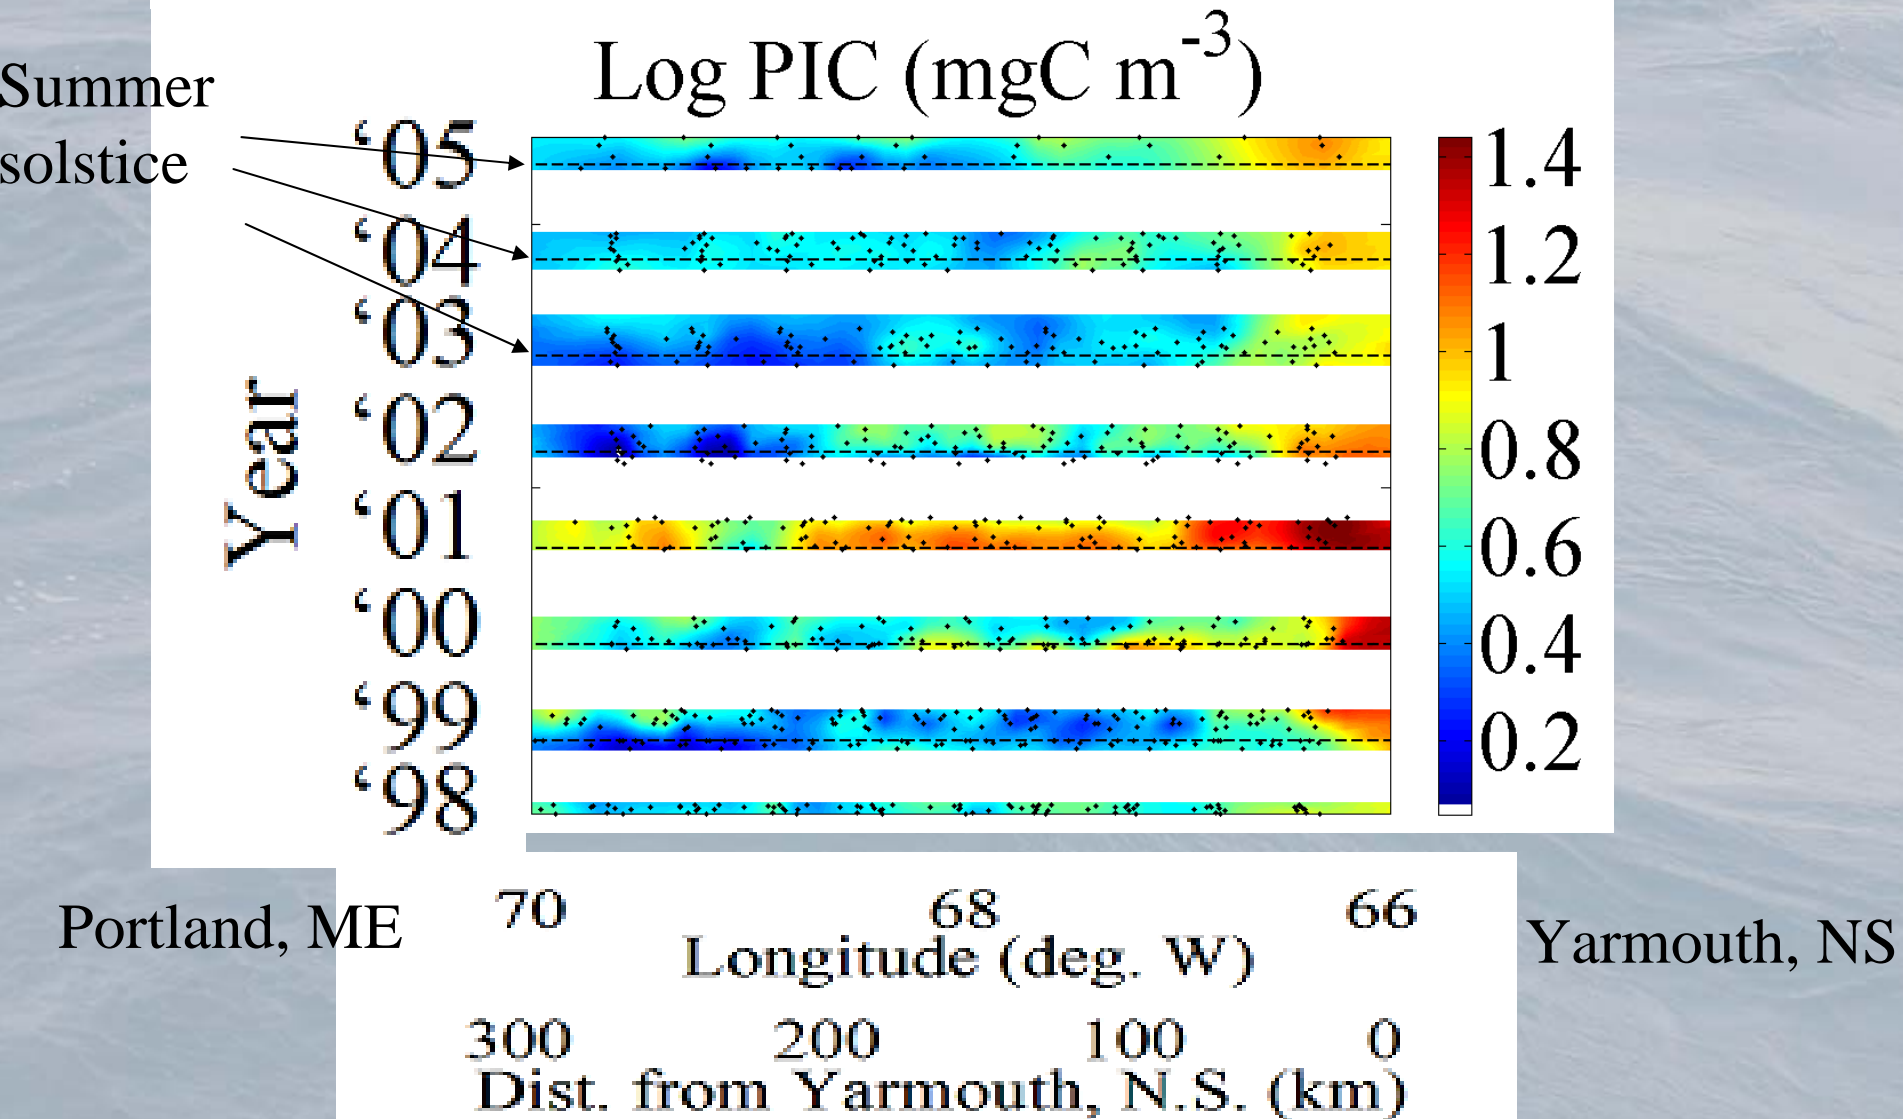 Log PIC (mgC m-3)
Summer
solstice
‘05
‘04
‘03
‘02
‘01
‘00
‘99
‘98
Year
1.4
1.2
1
0.8
0.6
0.4
0.2
Portland, ME
70 68 66
Longitude (deg. W)
Yarmouth, NS
300 200 100 0
Dist. from Yarmouth, N.S. (km)